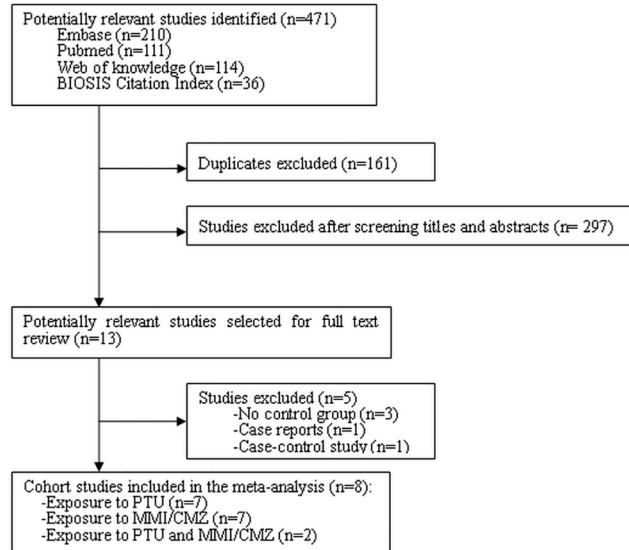 Potentially relevant studies identified (n=471)
Embase (n=210)
Pubmed (n=111)
Web of knowledge (n=114)
BIOSIS Citation Index (n=36)
Duplicates excluded (n=161)
Studies excluded after screening titles and abstracts (n= 297)
Potentially relevant studies selected for full text
review (n=13)
Studies excluded (n=5)
-No control group (n=3)
-Case reports (n=1)
-Case-control study (n=1)
Cohort studies included in the meta-analysis (n=8):
-Exposure to PTU (n=7)
-Exposure to MMI/CMZ (n=7)
-Exposure to PTU and MMI/CMZ (n=2)